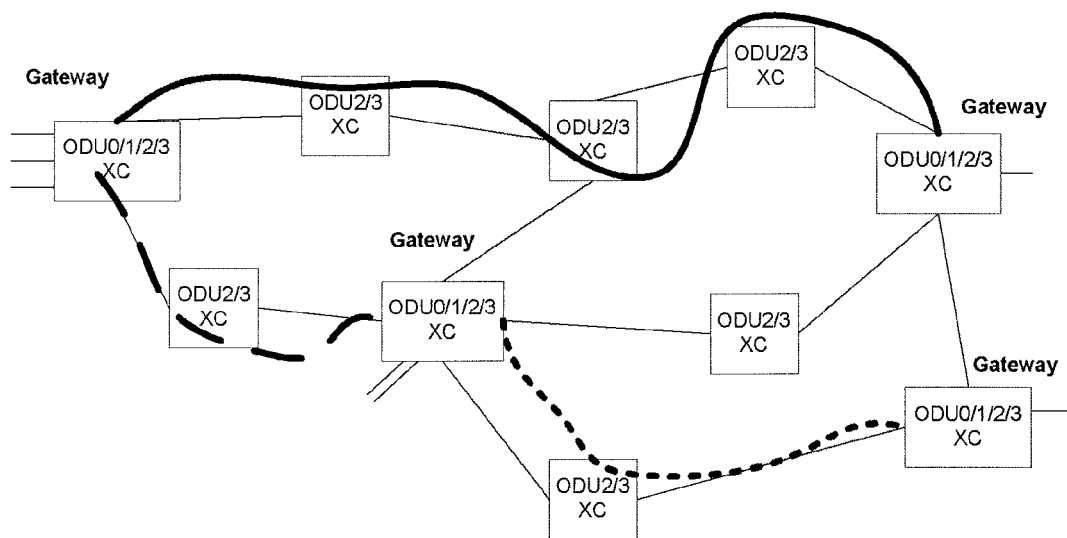 Gateway
ODU0/1/2/3
XC
ODU2/3
XC
ODU2/3
XC
ODU2/3
XC
Gateway
ODU0/1/2/3
XC
Gateway
ODU2/3
XC
ODU0/1/2/3
XC
ODU2/3
XC
Gateway
ODU0/1/2/3
XC
ODU2/3
XC